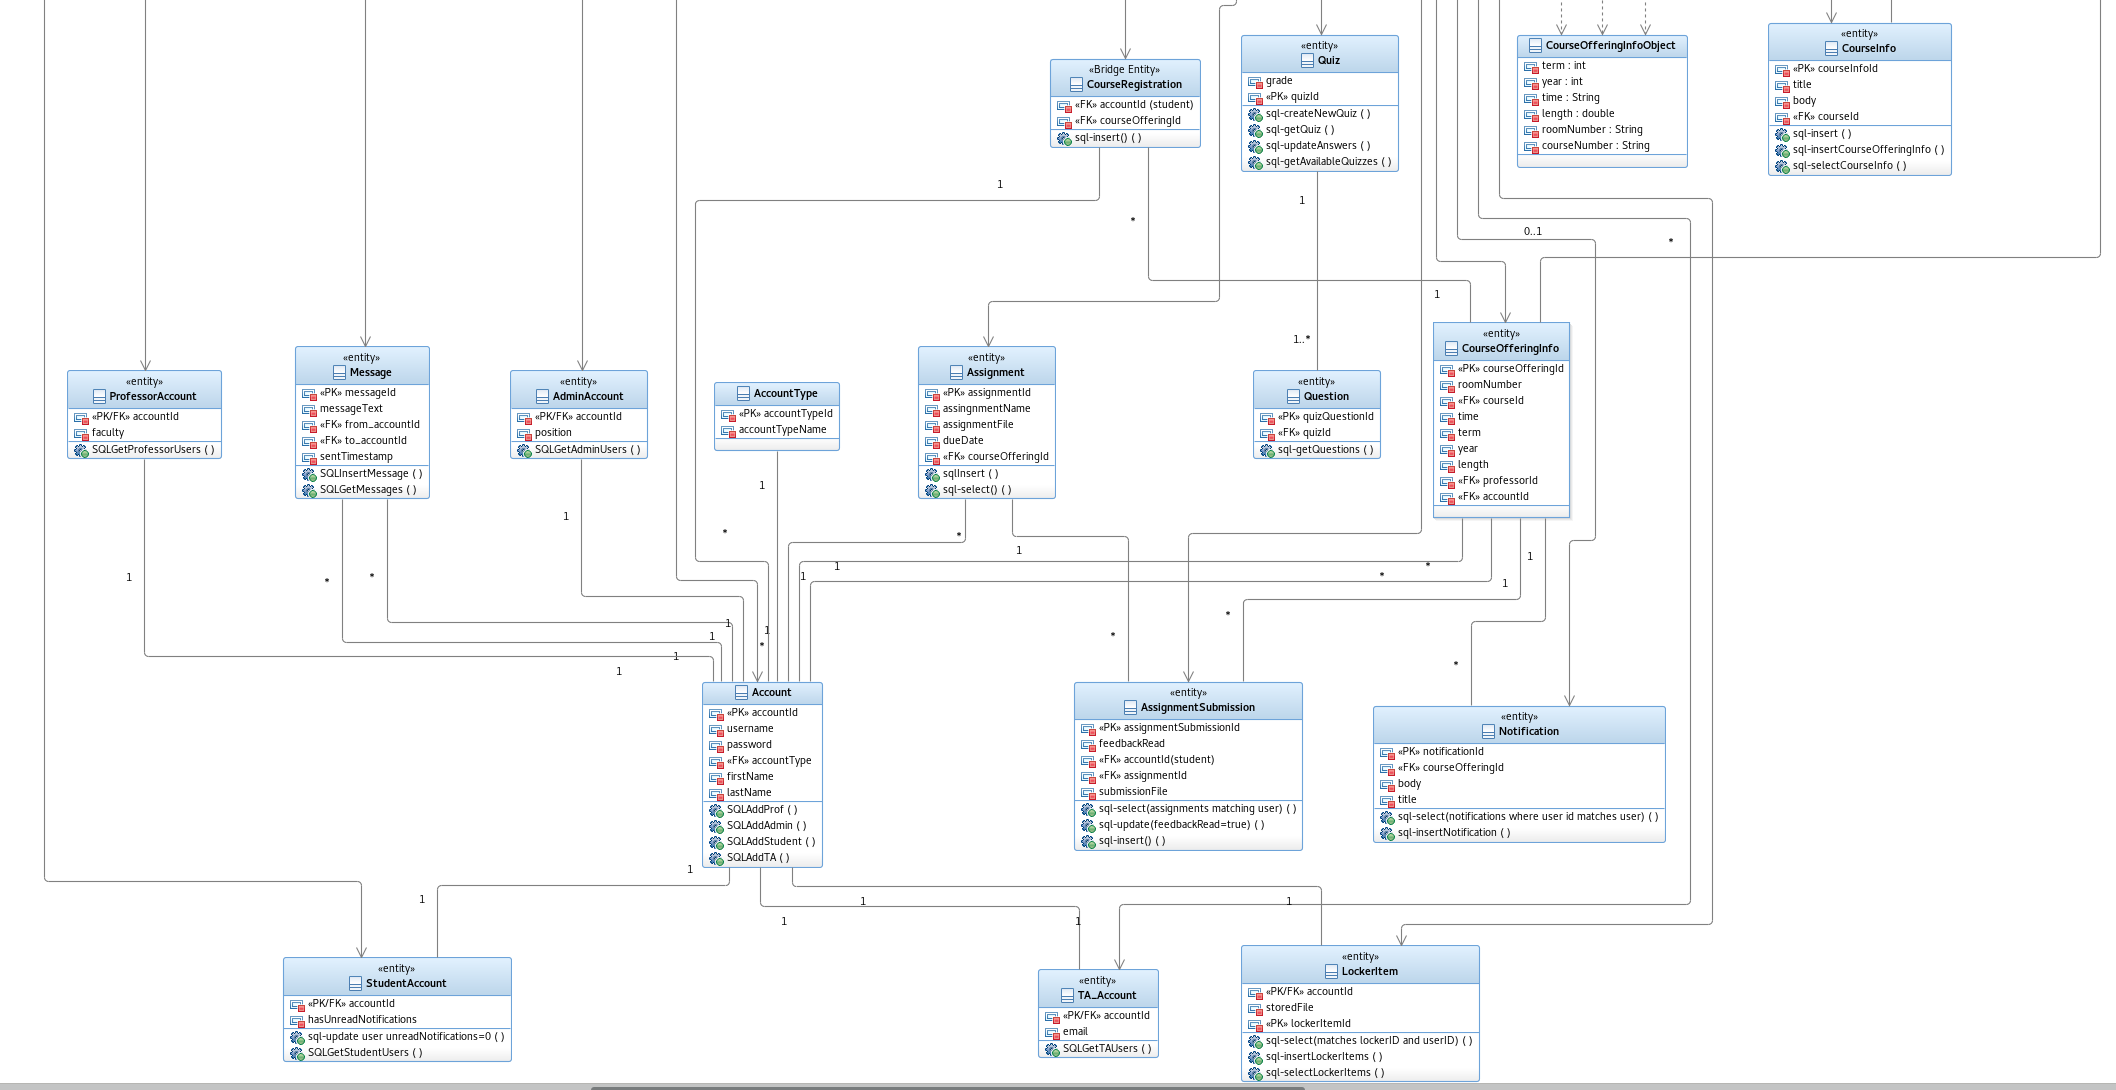 «Bridge Entity»
CourseRegistration
«FK» accountId (student)
«FK» courseOfferingId
sql-insert() ( )
«entity»
Quiz
grade
«PK» quizId
sql-createNewQuiz ( )
sql-getQuiz ( )
sql-updateAnswers ( )
sql-getAvailableQuizzes ( )
CourseOfferingInfoObject
term : int
year : int
time : String
length : double
roomNumber : String
courseNumber : String
«entity»
CourseInfo
«PK» courseInfoId
title
body
«FK» courseId
sql-insert ( )
sql-insertCourseOfferingInfo ( )
sql-selectCourseInfo ( )
1
*
1
0..1
*
1
1..*
«entity»
ProfessorAccount
«PK/FK» accountId
faculty
SQLGetProfessorUsers ( )
«entity»
Message
«PK» messageId
messageText
«FK» from_accountId
«FK» to_accountId
sentTimestamp
SQLInsertMessage ( )
SQLGetMessages ( )
«entity»
AdminAccount
«PK/FK» accountId
position
SQLGetAdminUsers ( )
AccountType
«PK» accountTypeId
accountTypeName
«entity»
Assignment
«PK» assignmentId
assingnmentName
assignmentFile
dueDate
«FK» courseOfferingId
sqlInsert ( )
sql-select() ( )
«entity»
Question
«PK» quizQuestionId
«FK» quizId
sql-getQuestions ( )
«entity»
CourseOfferingInfo
«PK» courseOfferingId
roomNumber
«FK» courseId
time
term
year
length
«FK» professorId
«FK» accountId
1
1
*
*
1
1
1
*
*
1
1
1
*
*
*
*
*
1
1
1
*
1
1
*
Account
«PK» accountId
username
password
«FK» accountType
firstName
lastName
SQLAddProf ( )
SQLAddAdmin ( )
SQLAddStudent ( )
SQLAddTA ( )
«entity»
AssignmentSubmission
«PK» assignmentSubmissionId
feedbackRead
«FK» accountId(student)
«FK» assignmentId
submissionFile
sql-select(assignments matching user) ( )
sql-update(feedbackRead=true) ( )
sql-insert() ( )
«entity»
Notification
«PK» notificationId
«FK» courseOfferingId
body
title
sql-select(notifications where user id matches user) ( )
sql-insertNotification ( )
1
1
1
1
1
1
«entity»
StudentAccount
«PK/FK» accountId
hasUnreadNotifications
sql-update user unreadNotifications=0 ( )
SQLGetStudentUsers ( )
«entity»
TA_Account
«PK/FK» accountId
email
SQLGetTAUsers ( )
«entity»
LockerItem
«PK/FK» accountId
storedFile
«PK» lockerItemId
sql-select(matches lockerID and userID) ( )
sql-insertLockerItems ( )
sql-selectLockerItems ( )